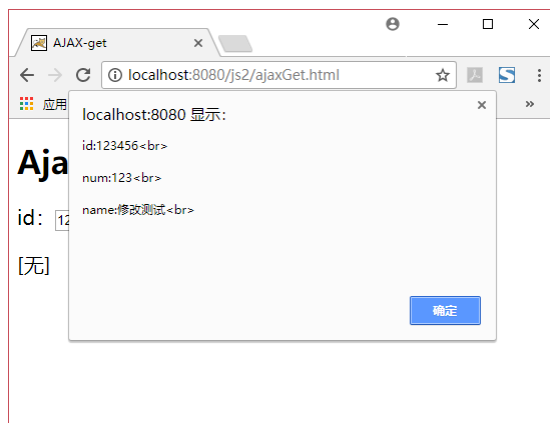 AJAX-get
localhost:8080/js2/ajaxGet.html
应用
»
localhost:8080 显示：
id:123456<br>
num:123<br>
name:修改测试<br>
确定
Aja
id： 12
[无]